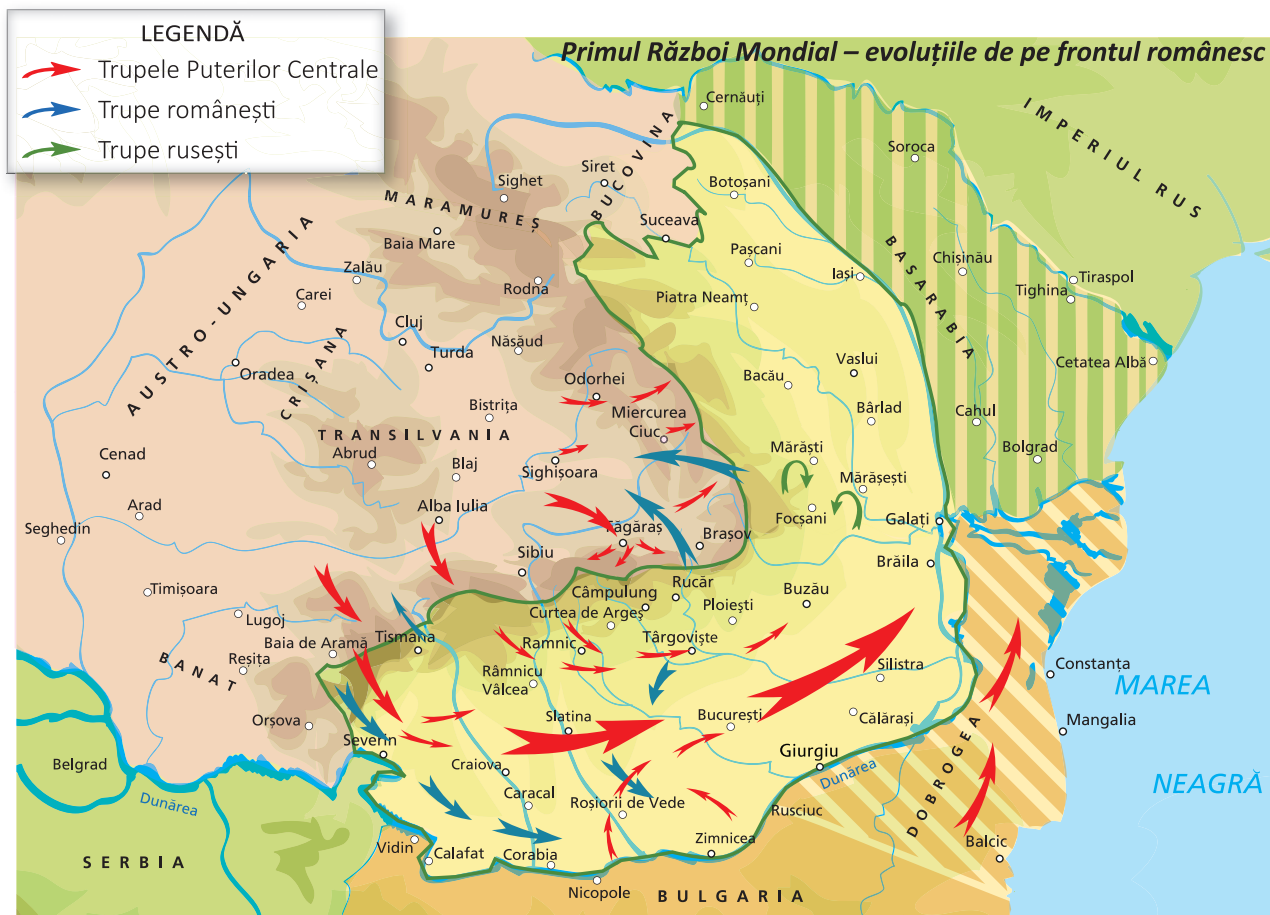 LEGENDĂ
Trupele Puterilor Centrale
Trupe românești
Trupe rusești
Primul Război Mondial – evoluțiile de pe frontul românesc
IMPERIUL RUS
AUSTRO-UNGARIA
MARAMUREȘ
BUCOVINA
BASARABIA
CRIȘANA
TRANSILVANIA
BANAT
DOBROGEA
SERBIA
BULGARIA
MAREA
NEAGRĂ
Dunărea
Dunărea
Cernăuți
Soroca
Siret
Sighet
Botoșani
Suceava
Baia Mare
Pașcani
Chișinău
Iași
Tiraspol
Tighina
Zalău
Rodna
Carei
Piatra Neamț
Cluj
Turda
Năsăud
Cetatea Albă
Oradea
Vaslui
Odorhei
Bacău
Bistrița
Miercurea
Ciuc
Bârlad
Cahul
Abrud
Mărăști
Bolgrad
Cenad
Blaj
Sighișoara
Mărășești
Arad
Alba Iulia
Focșani
Galați
Seghedin
Făgăraș
Brașov
Sibiu
Brăila
Timișoara
Rucăr
Câmpulung
Buzău
Lugoj
Curtea de Argeș
Ploiești
Baia de Aramă
Tismana
Ramnic
Târgoviște
Reșița
Râmnicu
Vâlcea
Silistra
Constanța
Orșova
Slatina
București
Călărași
Mangalia
Severin
Giurgiu
Belgrad
Craiova
Caracal
Roșiorii de Vede
Rusciuc
Vidin
Calafat
Corabia
Zimnicea
Balcic
Nicopole